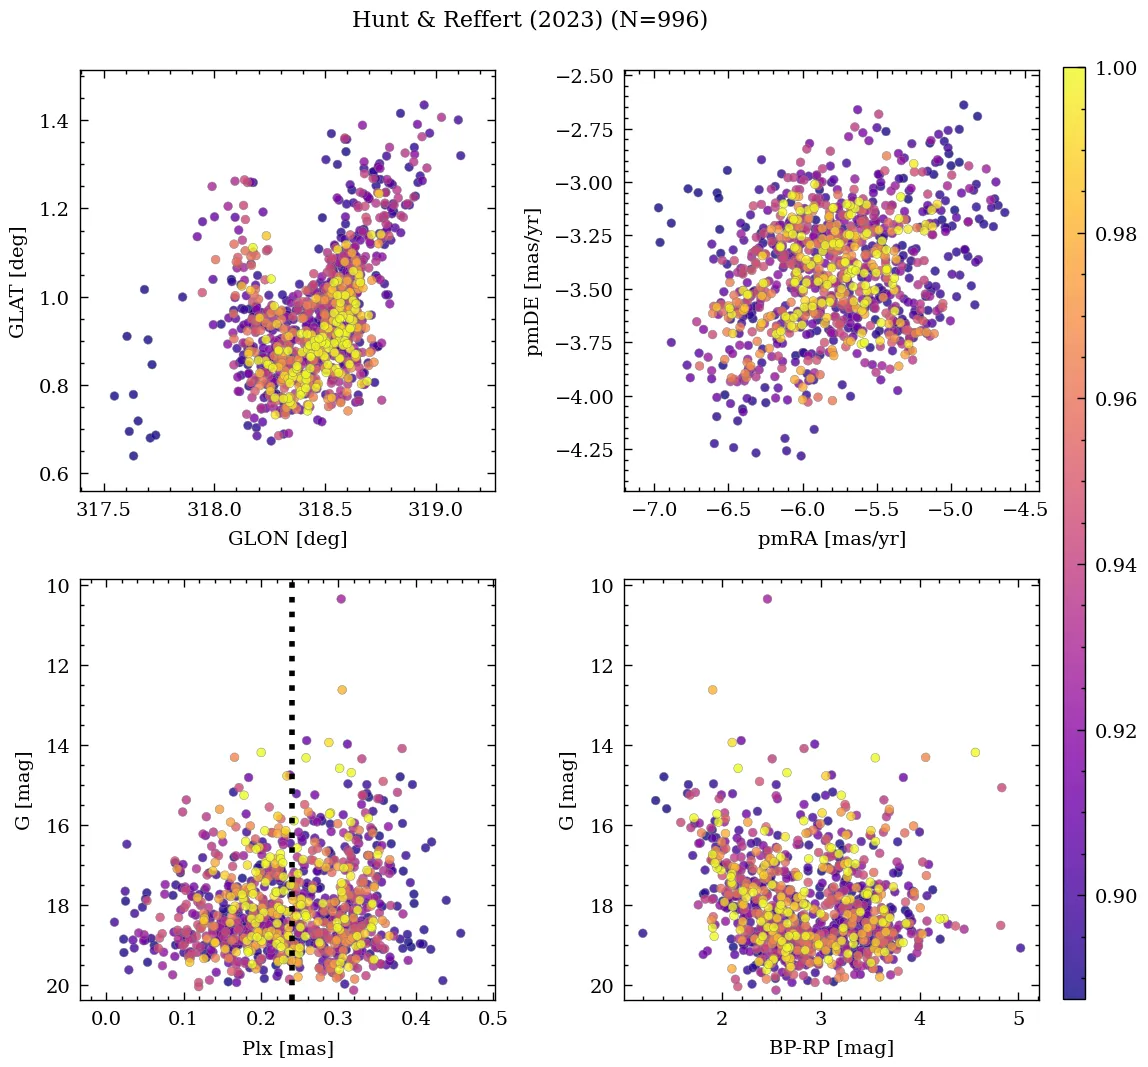 Hunt & Reffert (2023) (N=996)
1.4
1.2
1.0
0.8
0.6
GLAT [deg]
317.5 318.0 318.5 319.0
GLON [deg]
−2.50
−2.75
−3.00
−3.25
−3.50
−3.75
−4.00
−4.25
pmDE [mas/yr]
−7.0 −6.5 −6.0 −5.5 −5.0 −4.5
pmRA [mas/yr]
10
12
14
16
18
20
G [mag]
0.0 0.1 0.2 0.3 0.4 0.5
Plx [mas]
10
12
14
16
18
20
G [mag]
2 3 4 5
BP-RP [mag]
1.00
0.98
0.96
0.94
0.92
0.90